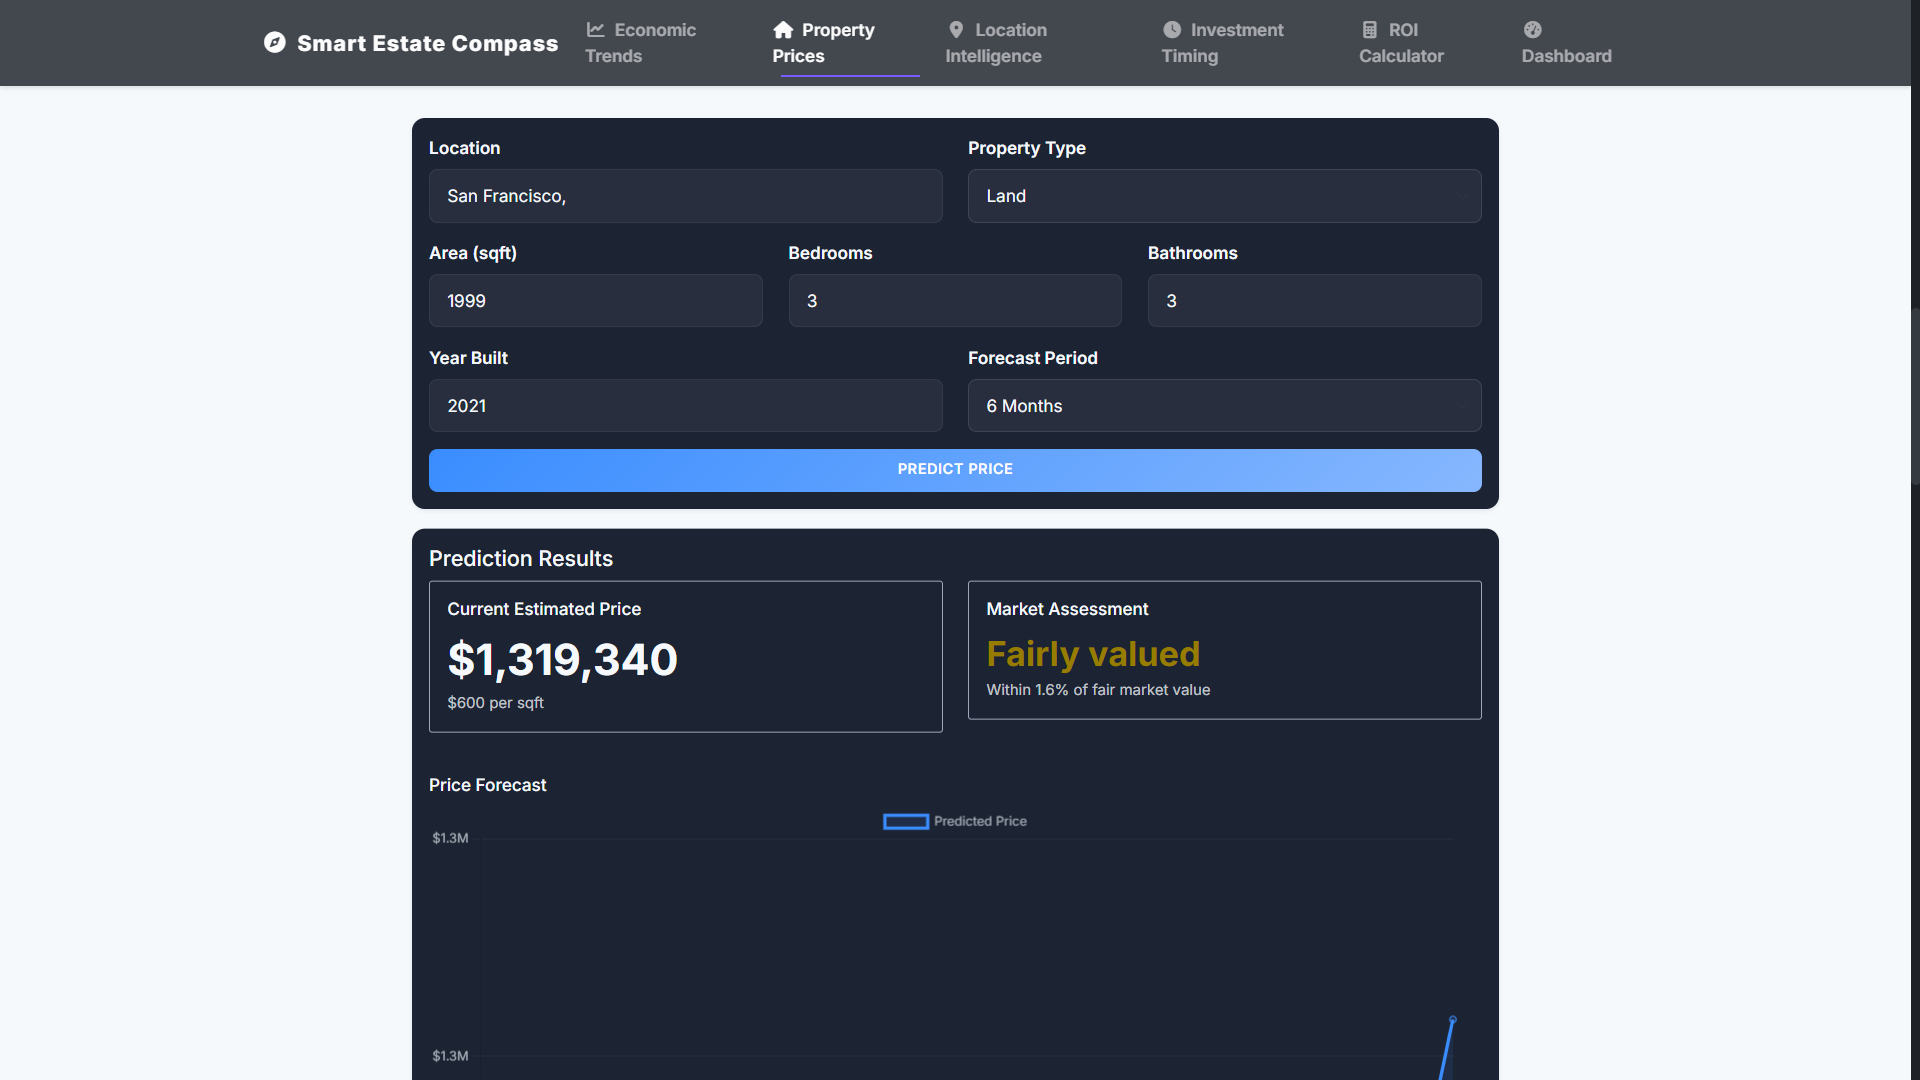 Smart Estate Compass
Economic
Trends
Property
Prices
Location
Intelligence
Investment
Timing
ROI
Calculator
Dashboard
Location
Property Type
San Francisco,
Land
Area (sqft)
Bedrooms
Bathrooms
1999
3
3
Year Built
Forecast Period
2021
6 Months
PREDICT PRICE
Prediction Results
Current Estimated Price
$1,319,340
$600 per sqft
Market Assessment
Fairly valued
Within 1.6% of fair market value
Price Forecast
Predicted Price
$1.3M
$1.3M